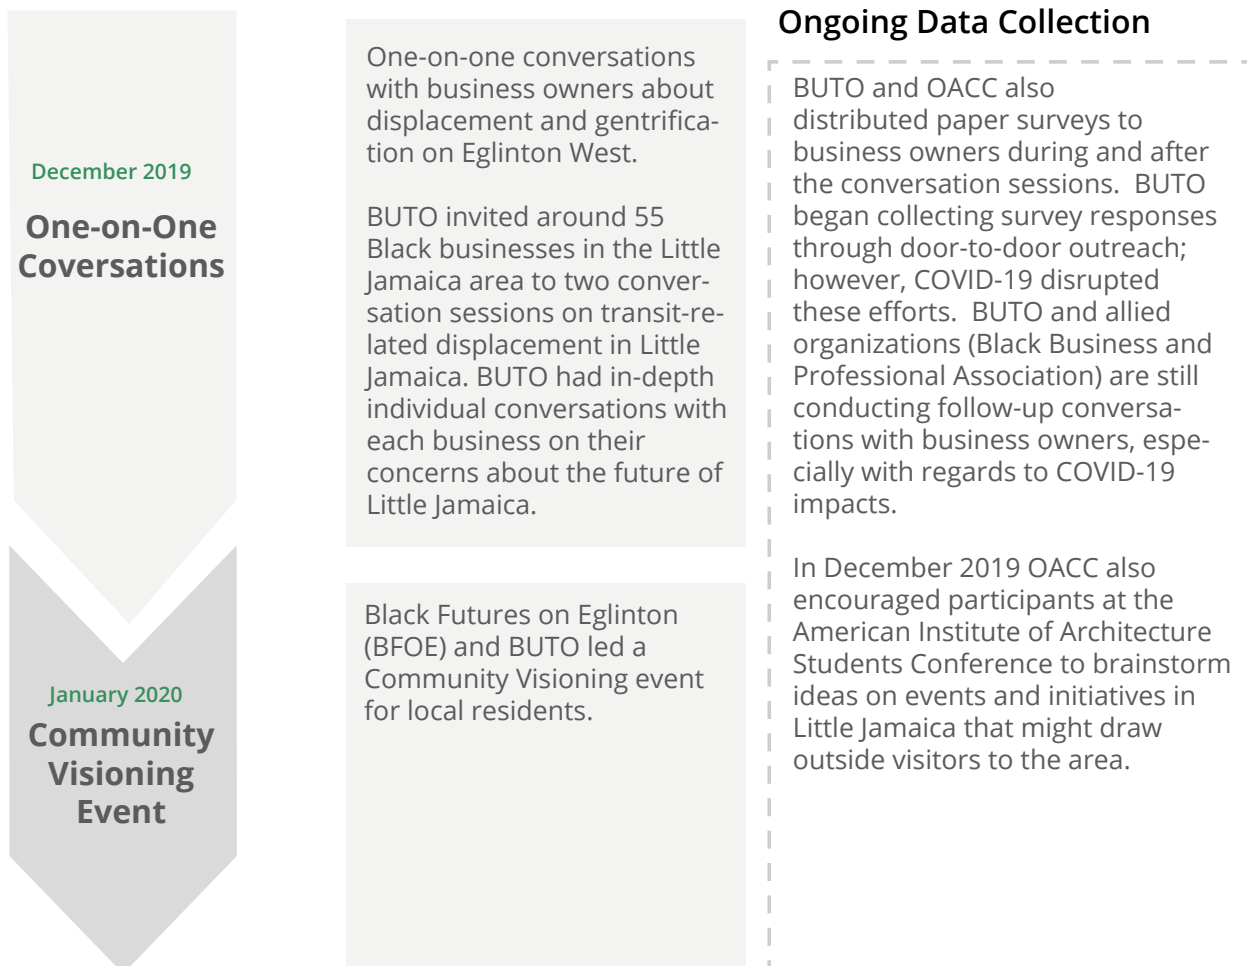 December 2019
One-on-One
Coversations
One-on-one conversations
with business owners about
displacement and gentrifica-
tion on Eglinton West.
BUTO invited around 55
Black businesses in the Little
Jamaica area to two conver-
sation sessions on transit-re-
lated displacement in Little
Jamaica. BUTO had in-depth
individual conversations with
each business on their
concerns about the future of
Little Jamaica.
January 2020
Community
Visioning
Event
Black Futures on Eglinton
(BFOE) and BUTO led a
Community Visioning event
for local residents.
Ongoing Data Collection
BUTO and OACC also
distributed paper surveys to
business owners during and after
the conversation sessions.  BUTO
began collecting survey responses
through door-to-door outreach;
however, COVID-19 disrupted
these efforts.  BUTO and allied
organizations (Black Business and
Professional Association) are still
conducting follow-up conversa-
tions with business owners, espe-
cially with regards to COVID-19
impacts.
In December 2019 OACC also
encouraged participants at the
American Institute of Architecture
Students Conference to brainstorm
ideas on events and initiatives in
Little Jamaica that might draw
outside visitors to the area.